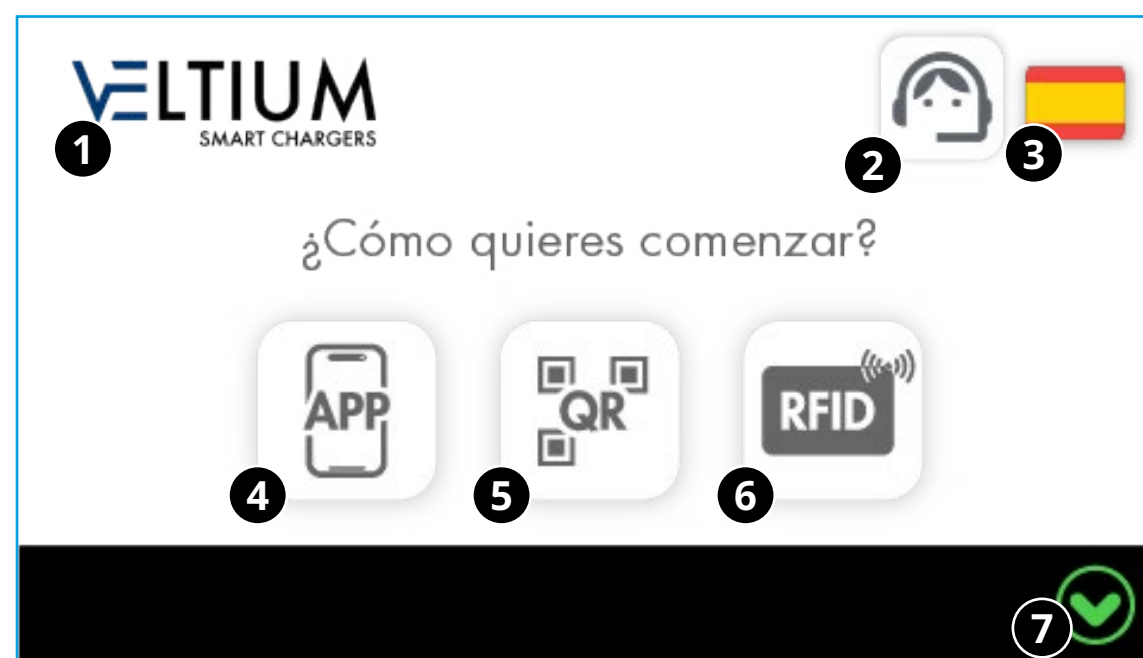 VELTIUM
SMART CHARGERS
1
2
3
¿Cómo quieres comenzar?
APP
QR
RFID
4
5
6
7